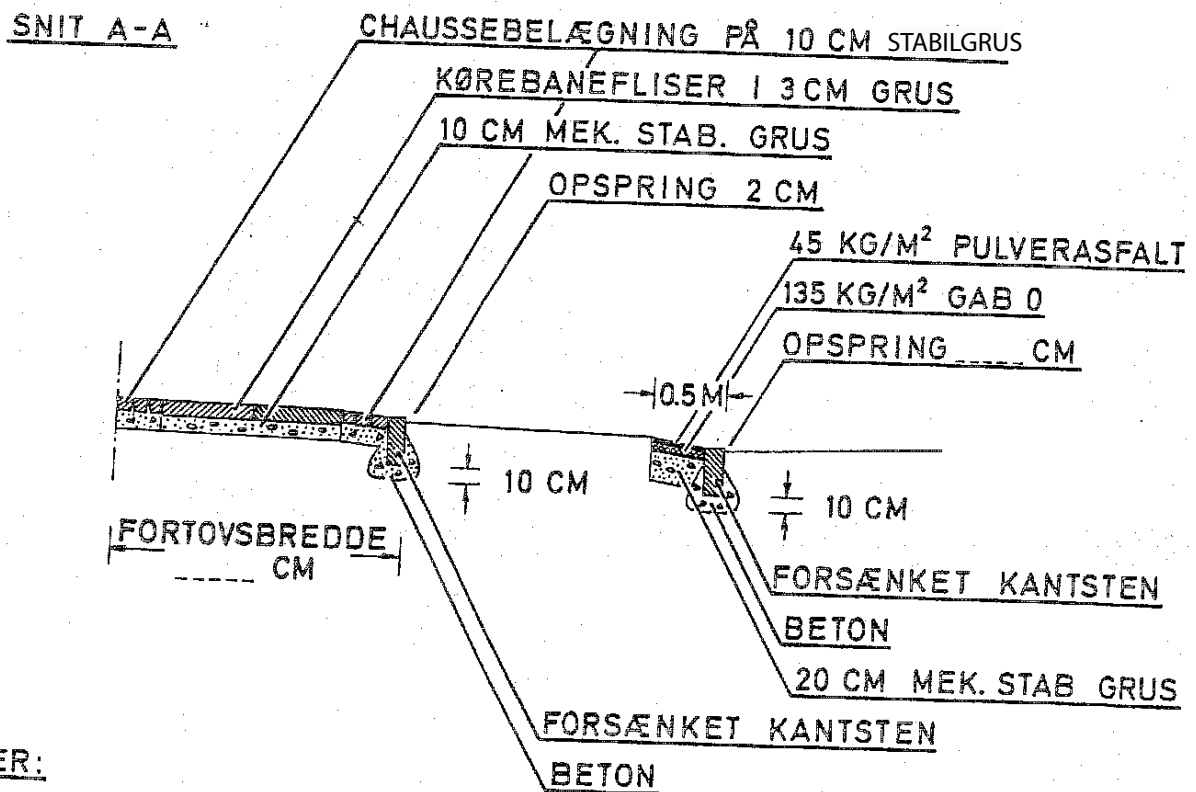 SNIT A-A
CHAUSSEBELÆGNING PÅ 10 CM STABILGRUS
KØREBANEFLISER I 3 CM GRUS
10 CM MEK. STAB. GRUS
OPSPRING 2 CM
45 KG/M² PULVERASFALT
135 KG/M² GAB 0
OPSPRING _____ CM
0.5 M
10 CM
10 CM
FORTOVSBREDDE
_____ CM
FORSÆNKET KANTSTEN
BETON
20 CM MEK. STAB GRUS
FORSÆNKET KANTSTEN
BETON
ER: